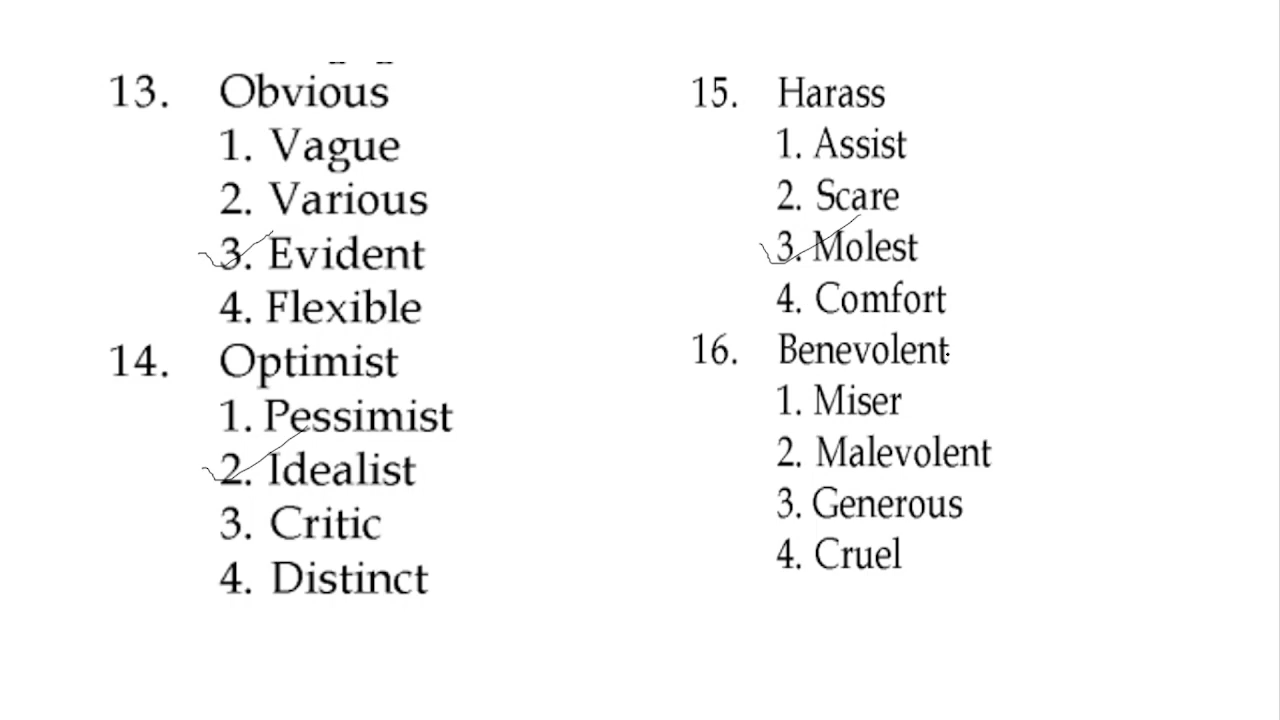 13. Obvious
1. Vague
2. Various
3. Evident
4. Flexible
14. Optimist
1. Pessimist
2. Idealist
3. Critic
4. Distinct
15. Harass
1. Assist
2. Scare
3. Molest
4. Comfort
16. Benevolent
1. Miser
2. Malevolent
3. Generous
4. Cruel